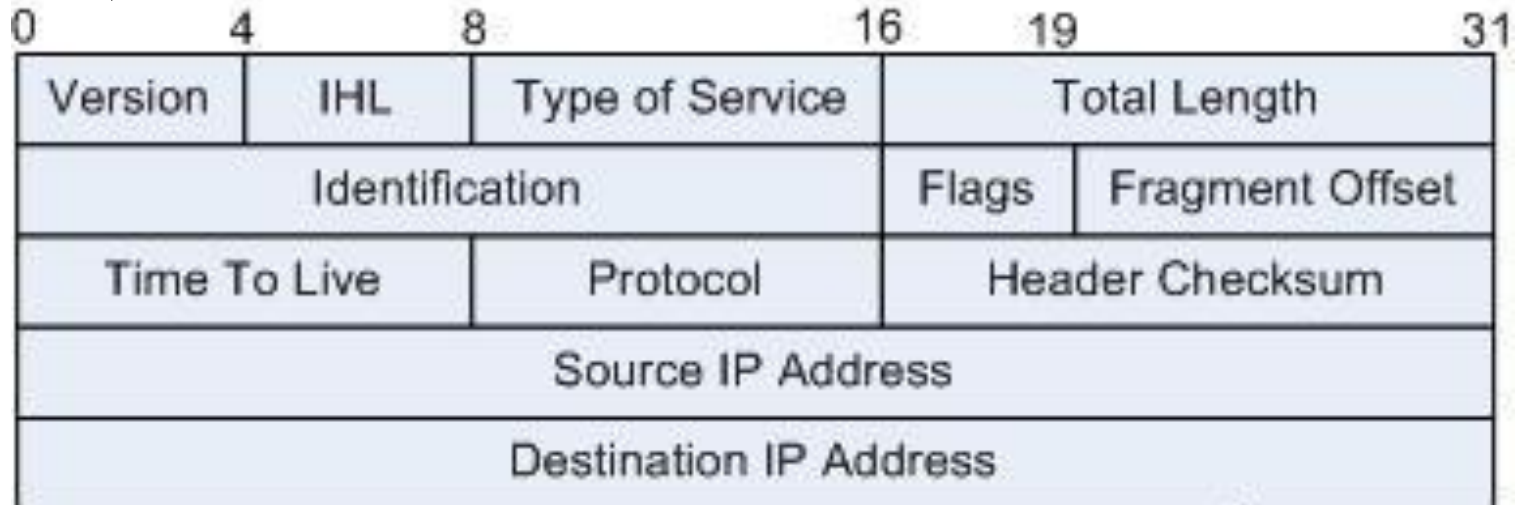 0 4 8 16 19 31
Version IHL Type of Service Total Length
Identification Flags Fragment Offset
Time To Live Protocol Header Checksum
Source IP Address
Destination IP Address